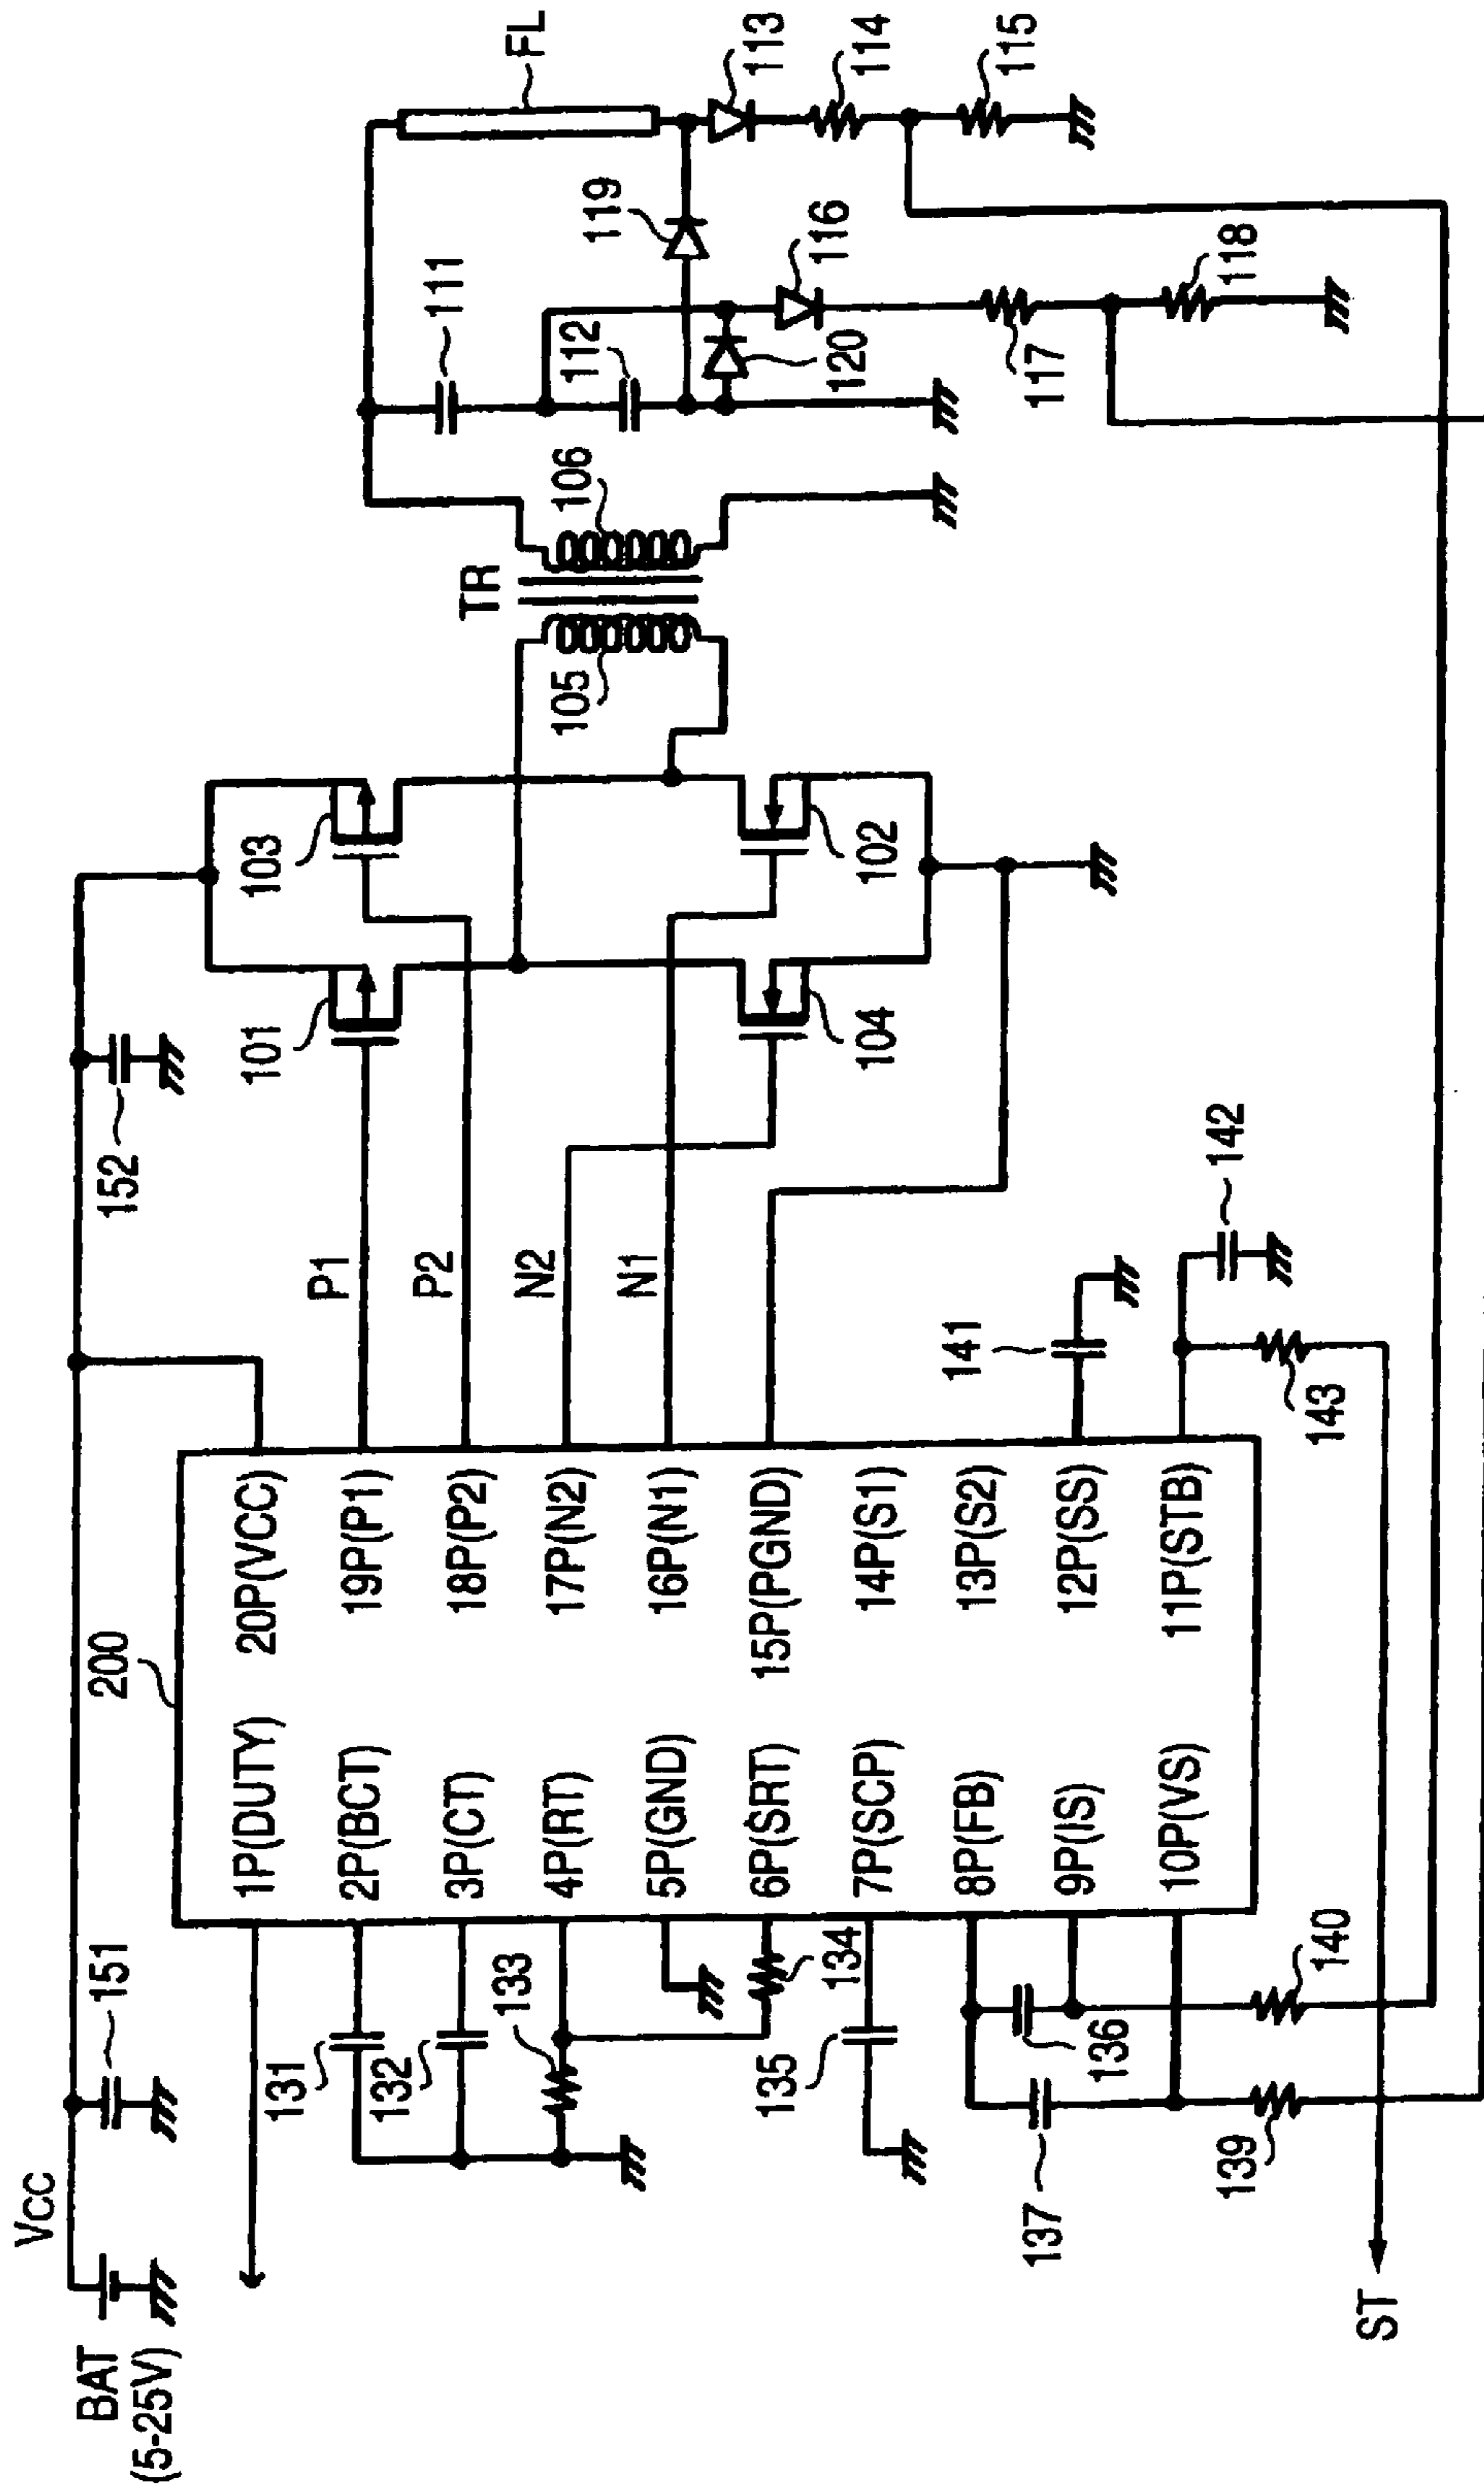 VCC
BAT
(5-25V)
151
152
200
1P(DUTY)
2P(BCT)
3P(CT)
4P(RT)
5P(GND)
6P(SRT)
7P(SCP)
8P(FB)
9P(IS)
10P(VS)
20P(VCC)
19P(P1)
18P(P2)
17P(N2)
16P(N1)
15P(PGND)
14P(S1)
13P(S2)
12P(SS)
11P(STB)
131
132
133
134
135
136
137
139
140
141
142
143
ST
P1
P2
N2
N1
101
103
104
102
TR
105
106
111
112
119
120
116
117
118
FL
113
114
115